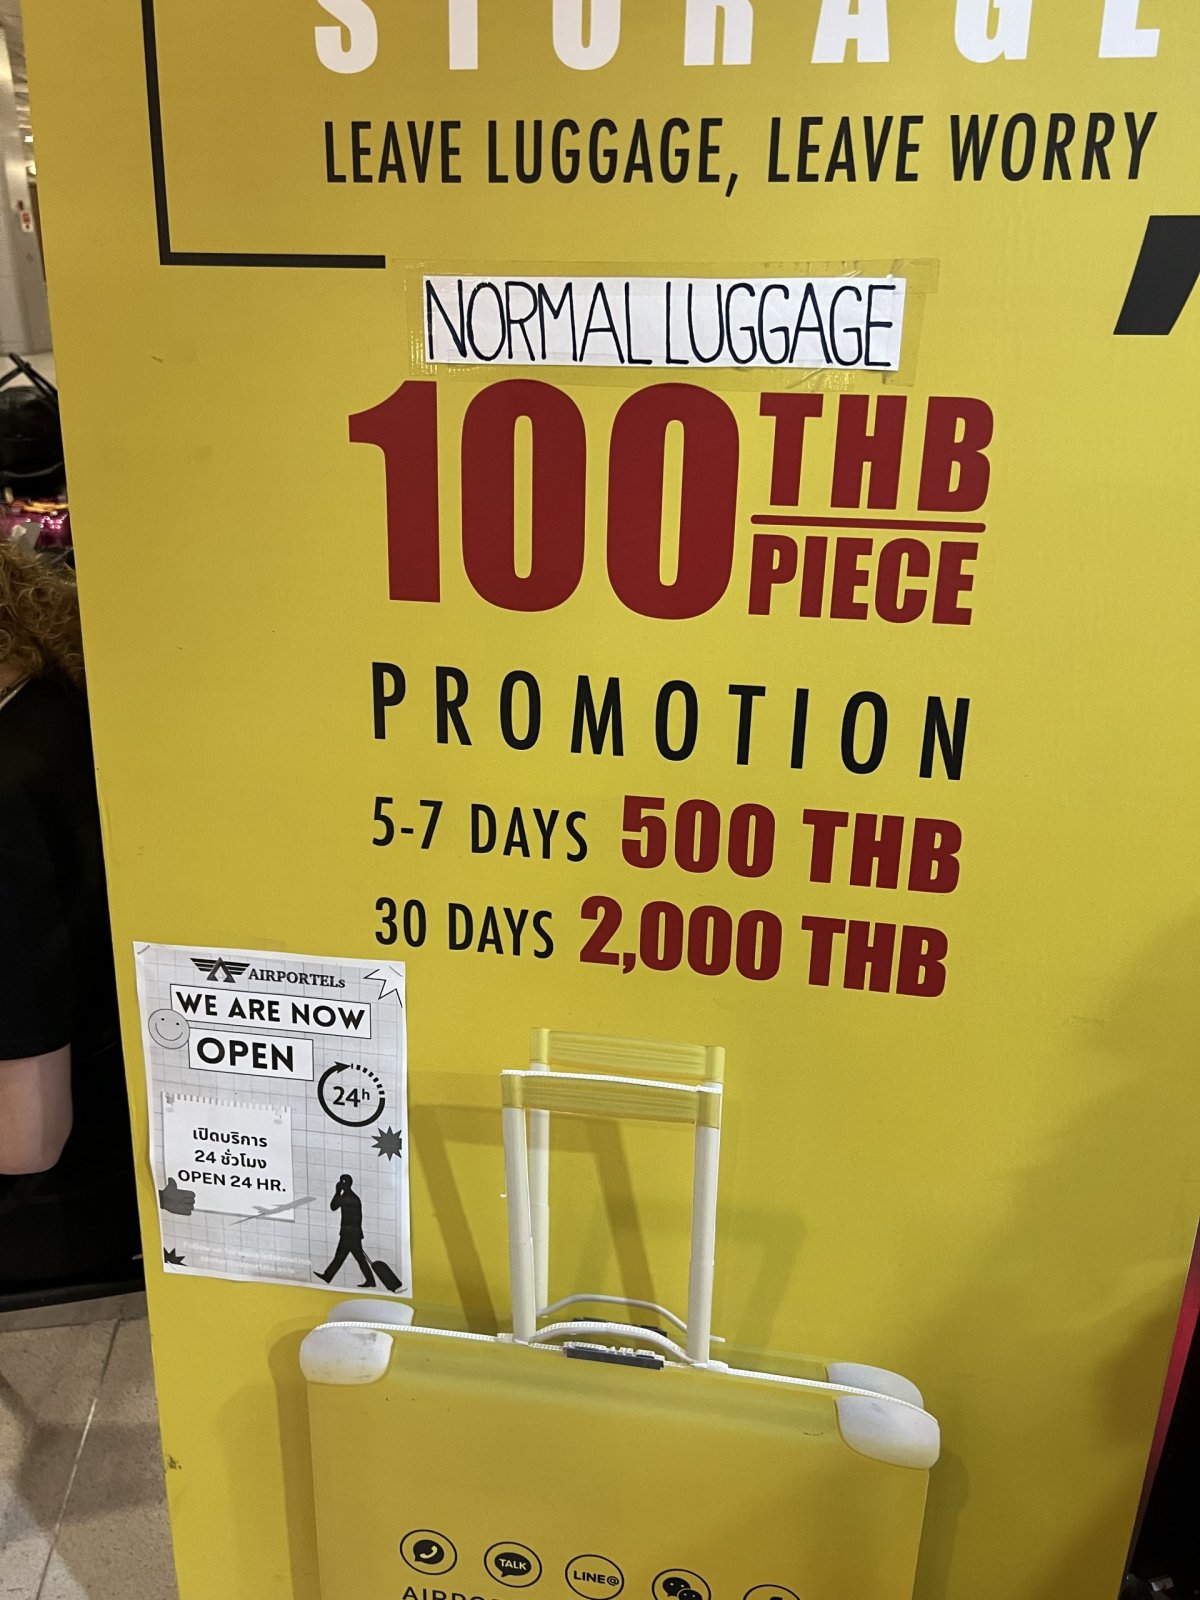 STORAGE
LEAVE LUGGAGE, LEAVE WORRY
NORMAL LUGGAGE
100 THB
PIECE
PROMOTION
5-7 DAYS 500 THB
30 DAYS 2,000 THB
AIRPORTELs
WE ARE NOW
OPEN
24h
เปิดบริการ
24 ชั่วโมง
OPEN 24 HR.
TALK
LINE@